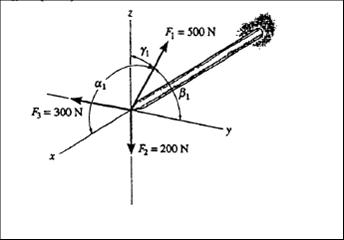 z
γ₁
F₁ = 500 N
α₁
β₁
F₃ = 300 N
y
F₂ = 200 N
x